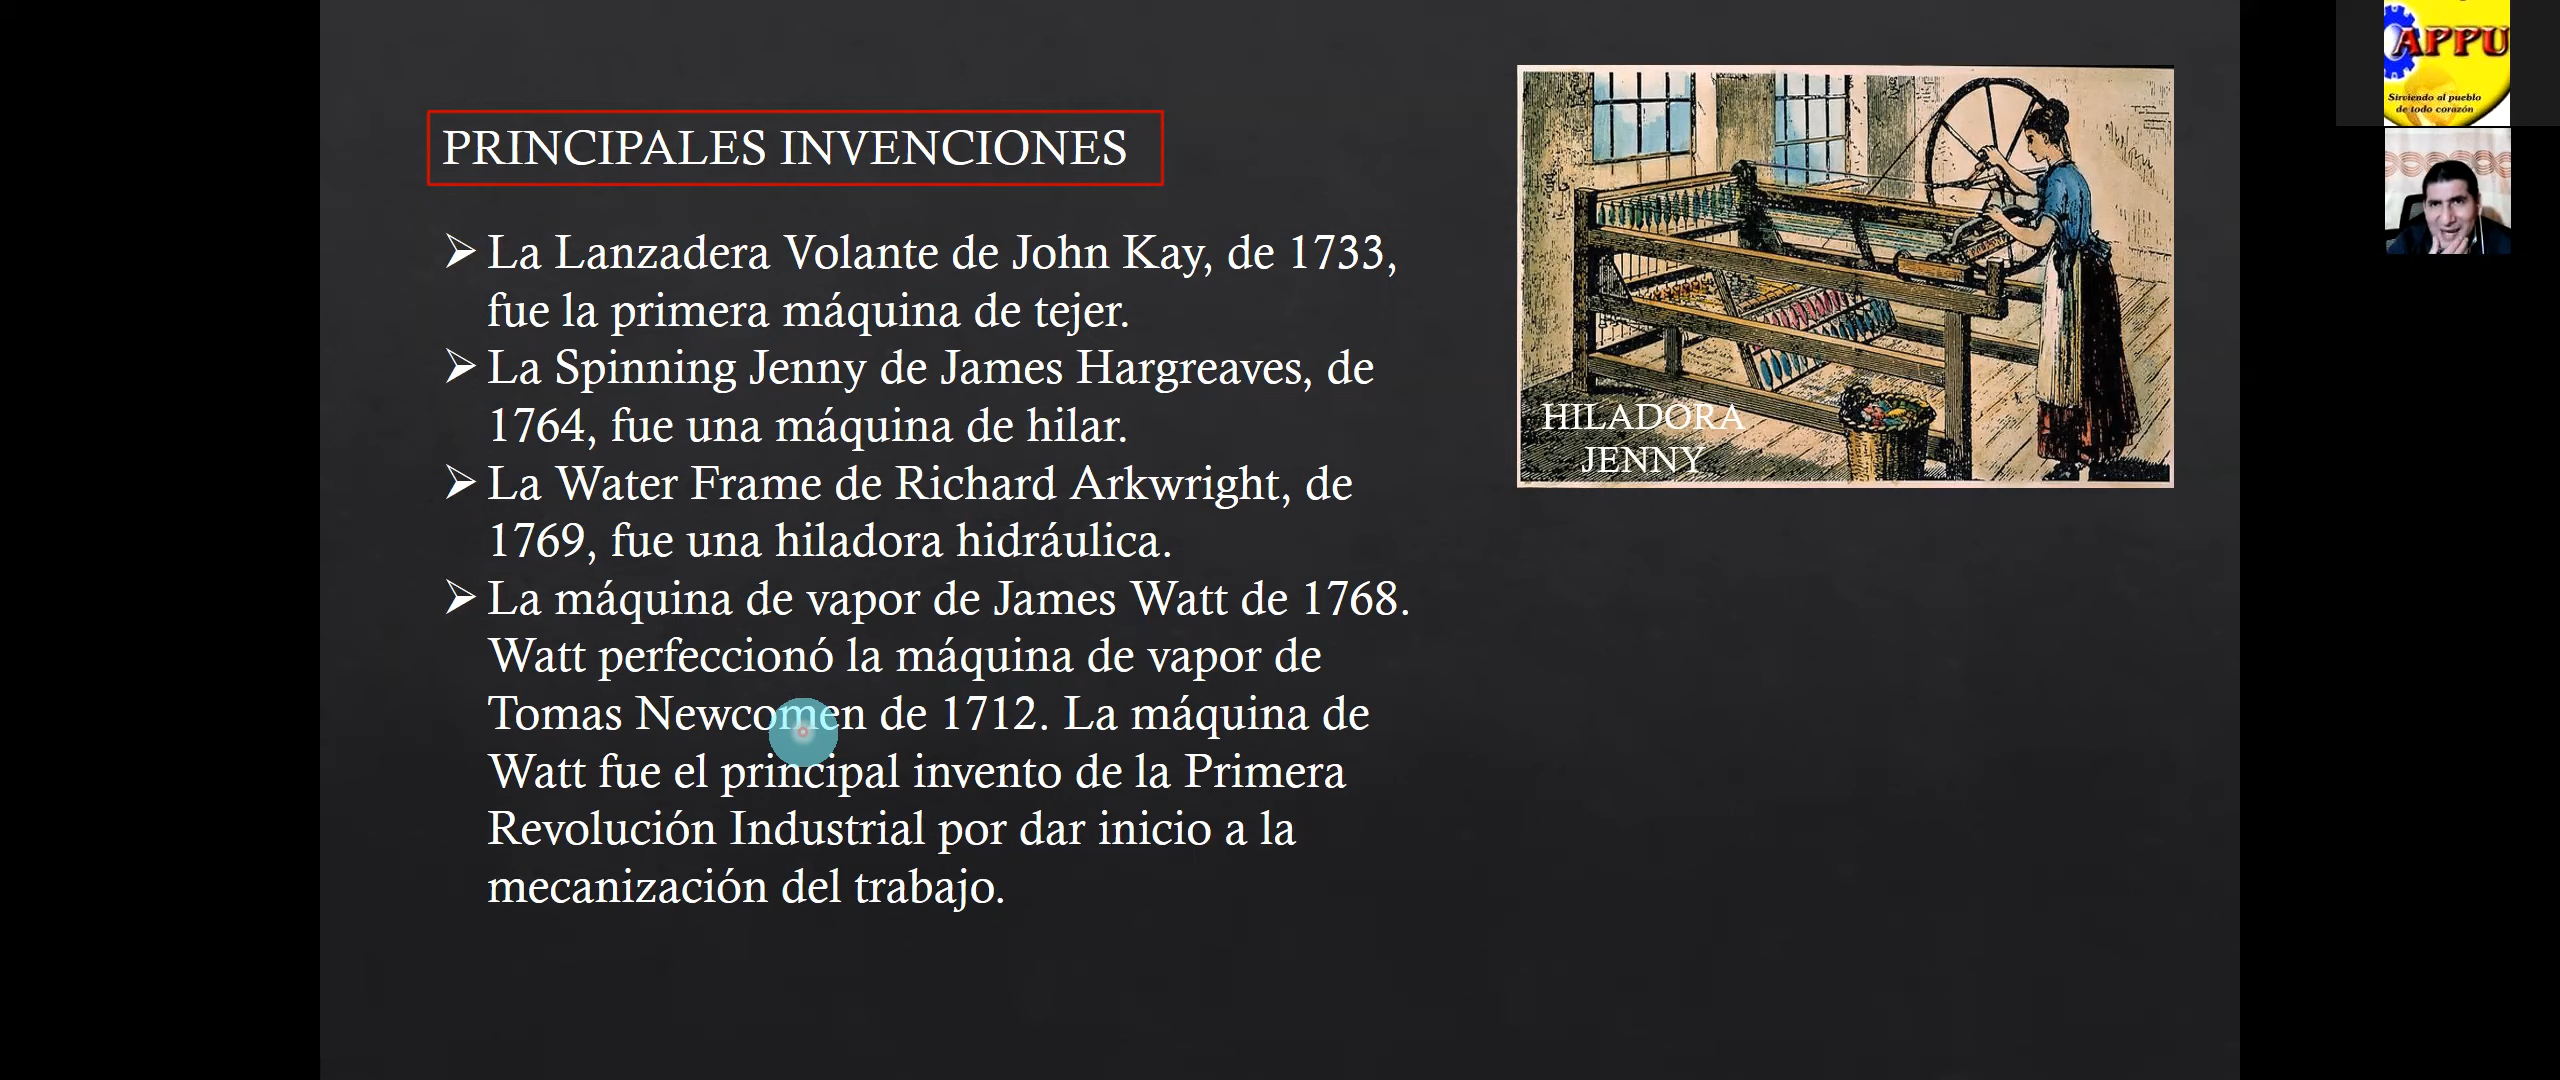 PRINCIPALES INVENCIONES
➢ La Lanzadera Volante de John Kay, de 1733,
fue la primera máquina de tejer.
➢ La Spinning Jenny de James Hargreaves, de
1764, fue una máquina de hilar.
➢ La Water Frame de Richard Arkwright, de
1769, fue una hiladora hidráulica.
➢ La máquina de vapor de James Watt de 1768.
Watt perfeccionó la máquina de vapor de
Tomas Newcomen de 1712. La máquina de
Watt fue el principal invento de la Primera
Revolución Industrial por dar inicio a la
mecanización del trabajo.
HILADORA
JENNY
CAPPU
Sirviendo al pueblo
de todo corazón